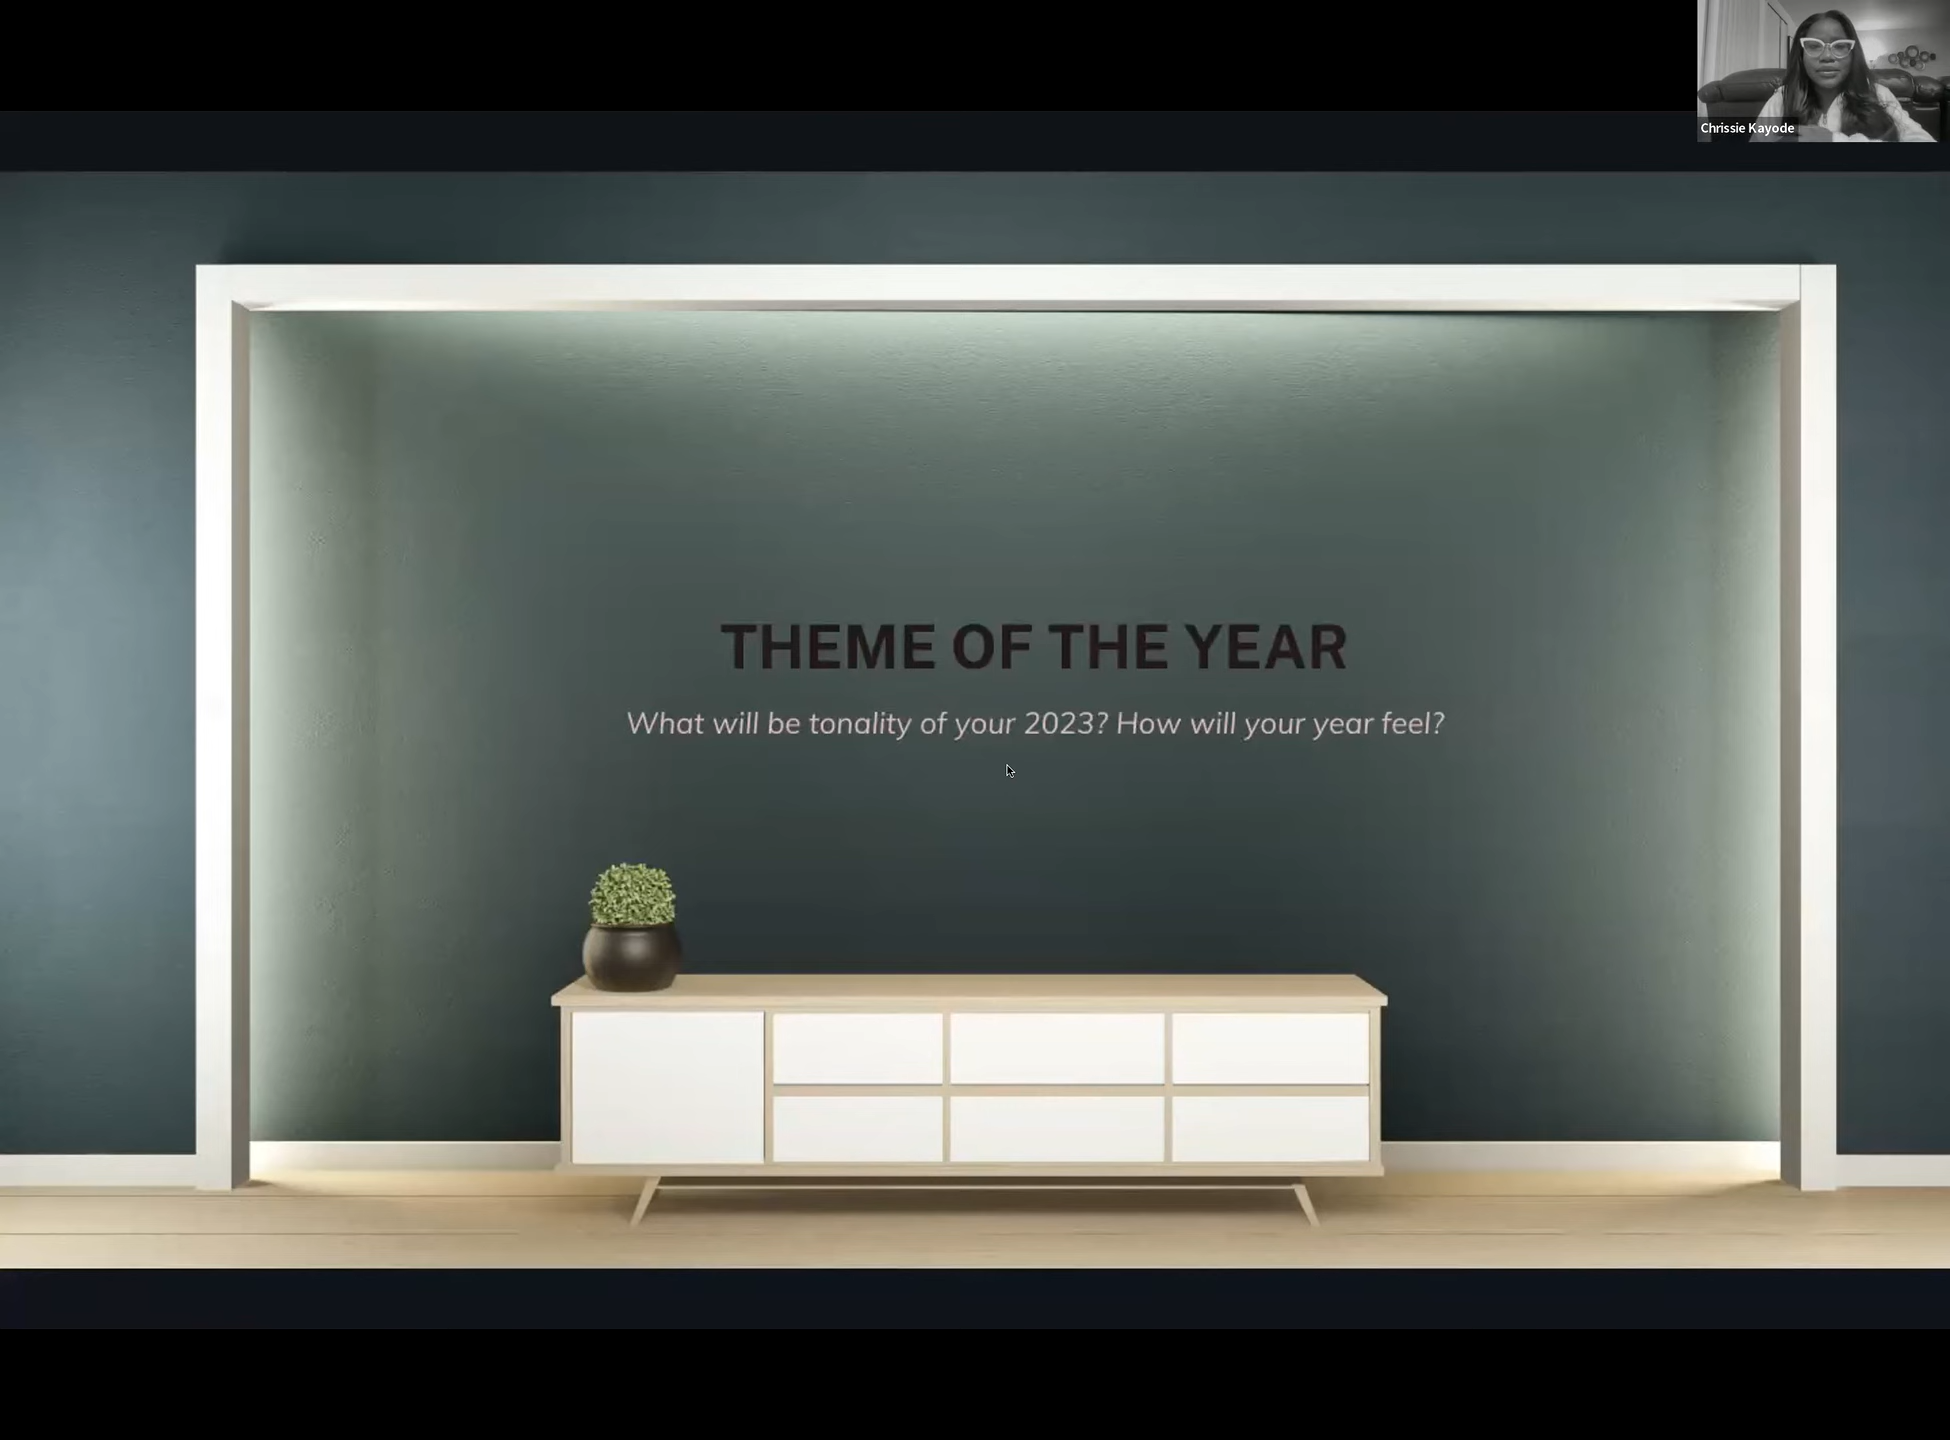 Chrissie Kayode
THEME OF THE YEAR
What will be tonality of your 2023? How will your year feel?